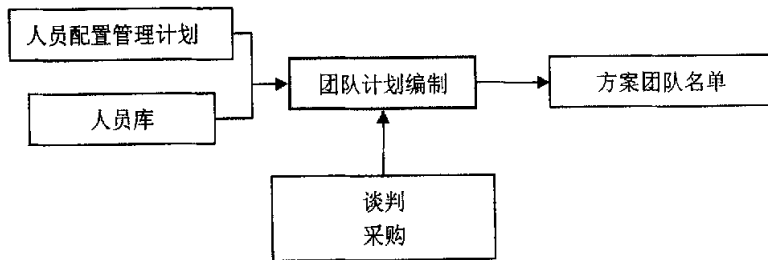 人员配置管理计划
人员库
团队计划编制
方案团队名单
谈判
采购